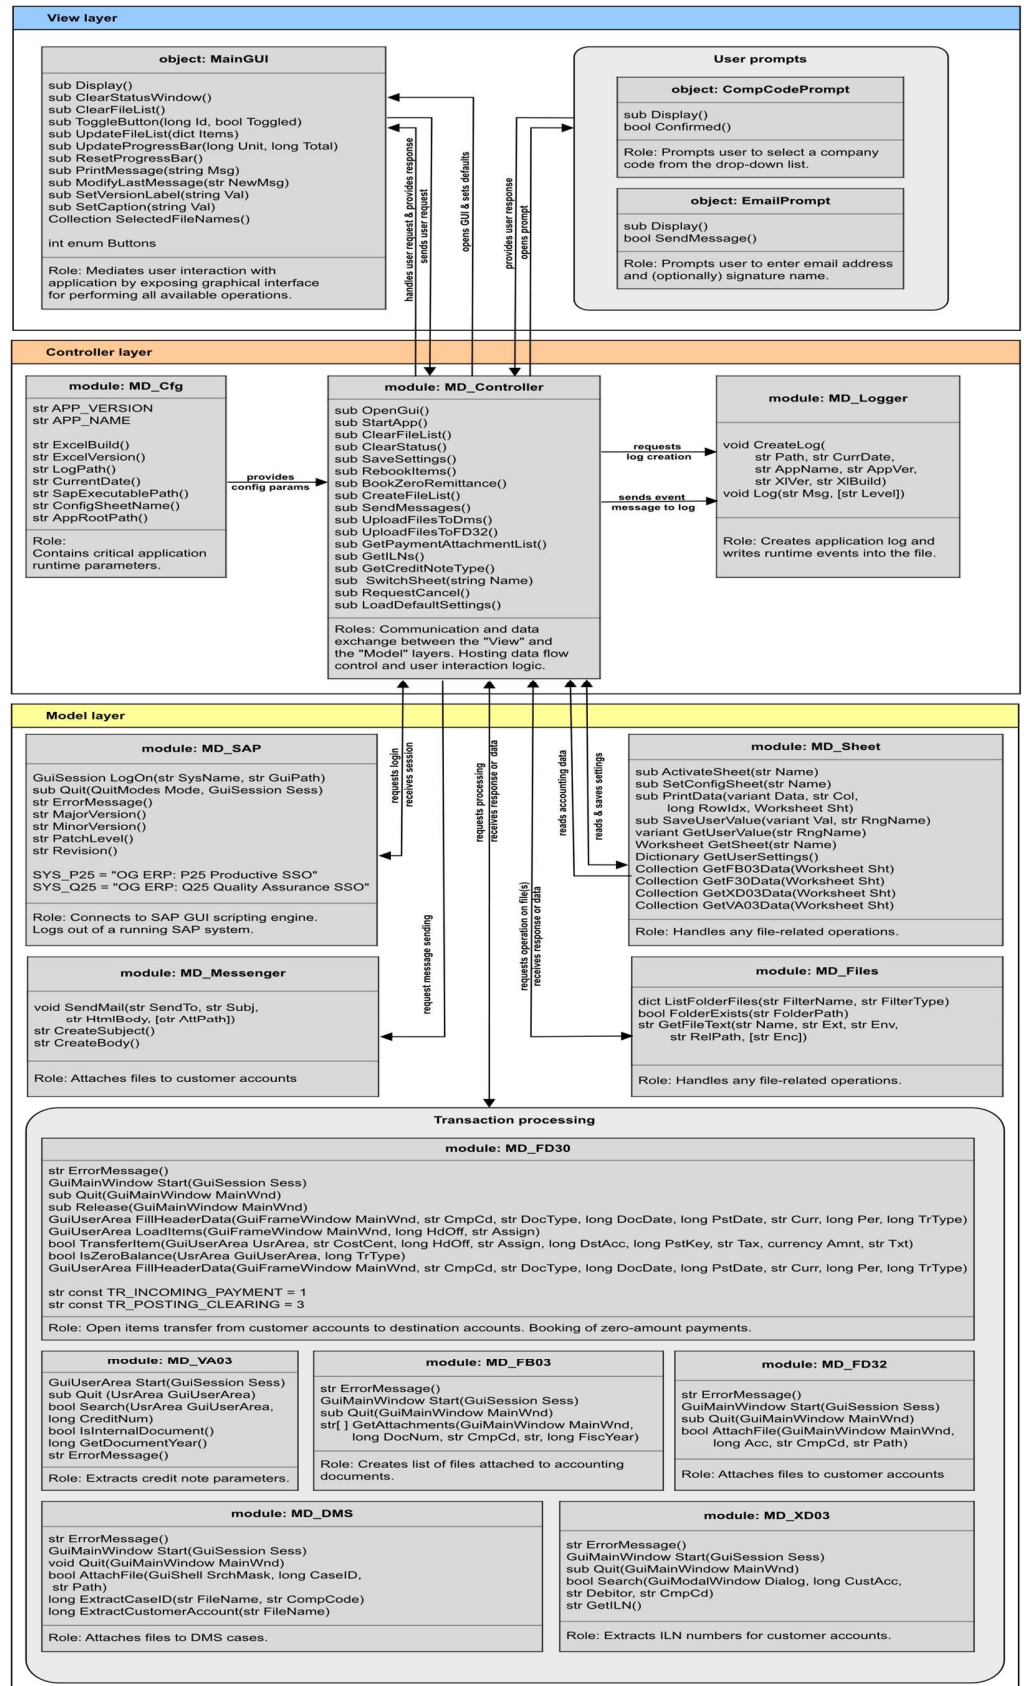 View layer
object: MainGUI
sub Display()
sub ClearStatusWindow()
sub ClearFileList()
sub ToggleButton(long Id, bool Toggled)
sub UpdateFileList(dict Items)
sub UpdateProgressBar(long Unit, long Total)
sub ResetProgressBar()
sub PrintMessage(string Msg)
sub ModifyLastMessage(str NewMsg)
sub SetVersionLabel(string Val)
sub SetCaption(string Val)
Collection SelectedFileNames()
int enum Buttons
Role: Mediates user interaction with
application by exposing graphical interface
for performing all available operations.
handles user request & provides response
sends user request
opens GUI & sets defaults
provides user response
opens prompt
User prompts
object: CompCodePrompt
sub Display()
bool Confirmed()
Role: Prompts user to select a company
code from the drop-down list.
object: EmailPrompt
sub Display()
bool SendMessage()
Role: Prompts user to enter email address
and (optionally) signature name.
Controller layer
module: MD_Cfg
str APP_VERSION
str APP_NAME
str ExcelBuild()
str ExcelVersion()
str LogPath()
str CurrentDate()
str SapExecutablePath()
str ConfigSheetName()
str AppRootPath()
Role:
Contains critical application
runtime parameters.
provides
config params
module: MD_Controller
sub OpenGui()
sub StartApp()
sub ClearFileList()
sub ClearStatus()
sub SaveSettings()
sub RebookItems()
sub BookZeroRemittance()
sub CreateFileList()
sub SendMessages()
sub UploadFilesToDms()
sub UploadFilesToFD32()
sub GetPaymentAttachmentList()
sub GetILNs()
sub GetCreditNoteType()
sub  SwitchSheet(string Name)
sub RequestCancel()
sub LoadDefaultSettings()
Roles: Communication and data
exchange between the "View" and
the "Model" layers. Hosting data flow
control and user interaction logic.
requests
log creation
sends event
message to log
module: MD_Logger
void CreateLog(
str Path, str CurrDate,
str AppName, str AppVer,
str XlVer, str XlBuild)
void Log(str Msg, [str Level])
Role: Creates application log and
writes runtime events into the file.
Model layer
module: MD_SAP
GuiSession LogOn(str SysName, str GuiPath)
sub Quit(QuitModes Mode, GuiSession Sess)
str ErrorMessage()
str MajorVersion()
str MinorVersion()
str PatchLevel()
str Revision()
SYS_P25 = "OG ERP: P25 Productive SSO"
SYS_Q25 = "OG ERP: Q25 Quality Assurance SSO"
Role: Connects to SAP GUI scripting engine.
Logs out of a running SAP system.
requests login
receives session
request message sending
requests processing
receives response or  data
requests operation on file(s)
receives response or data
reads accounting data
reads & saves settings
module: MD_Sheet
sub ActivateSheet(str Name)
sub SetConfigSheet(str Name)
sub PrintData(variant Data, str Col,
long RowIdx, Worksheet Sht)
sub SaveUserValue(variant Val, str RngName)
variant GetUserValue(str RngName)
Worksheet GetSheet(str Name)
Dictionary GetUserSettings()
Collection GetFB03Data(Worksheet Sht)
Collection GetF30Data(Worksheet Sht)
Collection GetXD03Data(Worksheet Sht)
Collection GetVA03Data(Worksheet Sht)
Role: Handles any file-related operations.
module: MD_Messenger
void SendMail(str SendTo, str Subj,
str HtmlBody, [str AttPath])
str CreateSubject()
str CreateBody()
Role: Attaches files to customer accounts
module: MD_Files
dict ListFolderFiles(str FilterName, str FilterType)
bool FolderExists(str FolderPath)
str GetFileText(str Name, str Ext, str Env,
str RelPath, [str Enc])
Role: Handles any file-related operations.
Transaction processing
module: MD_FD30
str ErrorMessage()
GuiMainWindow Start(GuiSession Sess)
sub Quit(GuiMainWindow MainWnd)
sub Release(GuiMainWindow MainWnd)
GuiUserArea FillHeaderData(GuiFrameWindow MainWnd, str CmpCd, str DocType, long DocDate, long PstDate, str Curr, long Per, long TrType)
GuiUserArea LoadItems(GuiFrameWindow MainWnd, long HdOff, str Assign)
bool TransferItem(GuiUserArea UsrArea, str CostCent, long HdOff, str Assign, long DstAcc, long PstKey, str Tax, currency Amnt, str Txt)
bool IsZeroBalance(UsrArea GuiUserArea, long TrType)
GuiUserArea FillHeaderData(GuiFrameWindow MainWnd, str CmpCd, str DocType, long DocDate, long PstDate, str Curr, long Per, long TrType)
str const TR_INCOMING_PAYMENT = 1
str const TR_POSTING_CLEARING = 3
Role: Open items transfer from customer accounts to destination accounts. Booking of zero-amount payments.
module: MD_VA03
GuiUserArea Start(GuiSession Sess)
sub Quit (UsrArea GuiUserArea)
bool Search(UsrArea GuiUserArea,
long CreditNum)
bool IsInternalDocument()
long GetDocumentYear()
str ErrorMessage()
Role: Extracts credit note parameters.
module: MD_FB03
str ErrorMessage()
GuiMainWindow Start(GuiSession Sess)
sub Quit(GuiMainWindow MainWnd)
str[ ] GetAttachments(GuiMainWindow MainWnd,
long DocNum, str CmpCd, str, long FiscYear)
Role: Creates list of files attached to accounting
documents.
module: MD_FD32
str ErrorMessage()
GuiMainWindow Start(GuiSession Sess)
sub Quit(GuiMainWindow MainWnd)
bool AttachFile(GuiMainWindow MainWnd,
long Acc, str CmpCd, str Path)
Role: Attaches files to customer accounts
module: MD_DMS
str ErrorMessage()
GuiMainWindow Start(GuiSession Sess)
void Quit(GuiMainWindow MainWnd)
bool AttachFile(GuiShell SrchMask, long CaseID,
str Path)
long ExtractCaseID(str FileName, str CompCode)
long ExtractCustomerAccount(str FileName)
Role: Attaches files to DMS cases.
module: MD_XD03
str ErrorMessage()
GuiMainWindow Start(GuiSession Sess)
sub Quit(GuiMainWindow MainWnd)
bool Search(GuiModalWindow Dialog, long CustAcc,
str Debitor, str CmpCd)
str GetILN()
Role: Extracts ILN numbers for customer accounts.